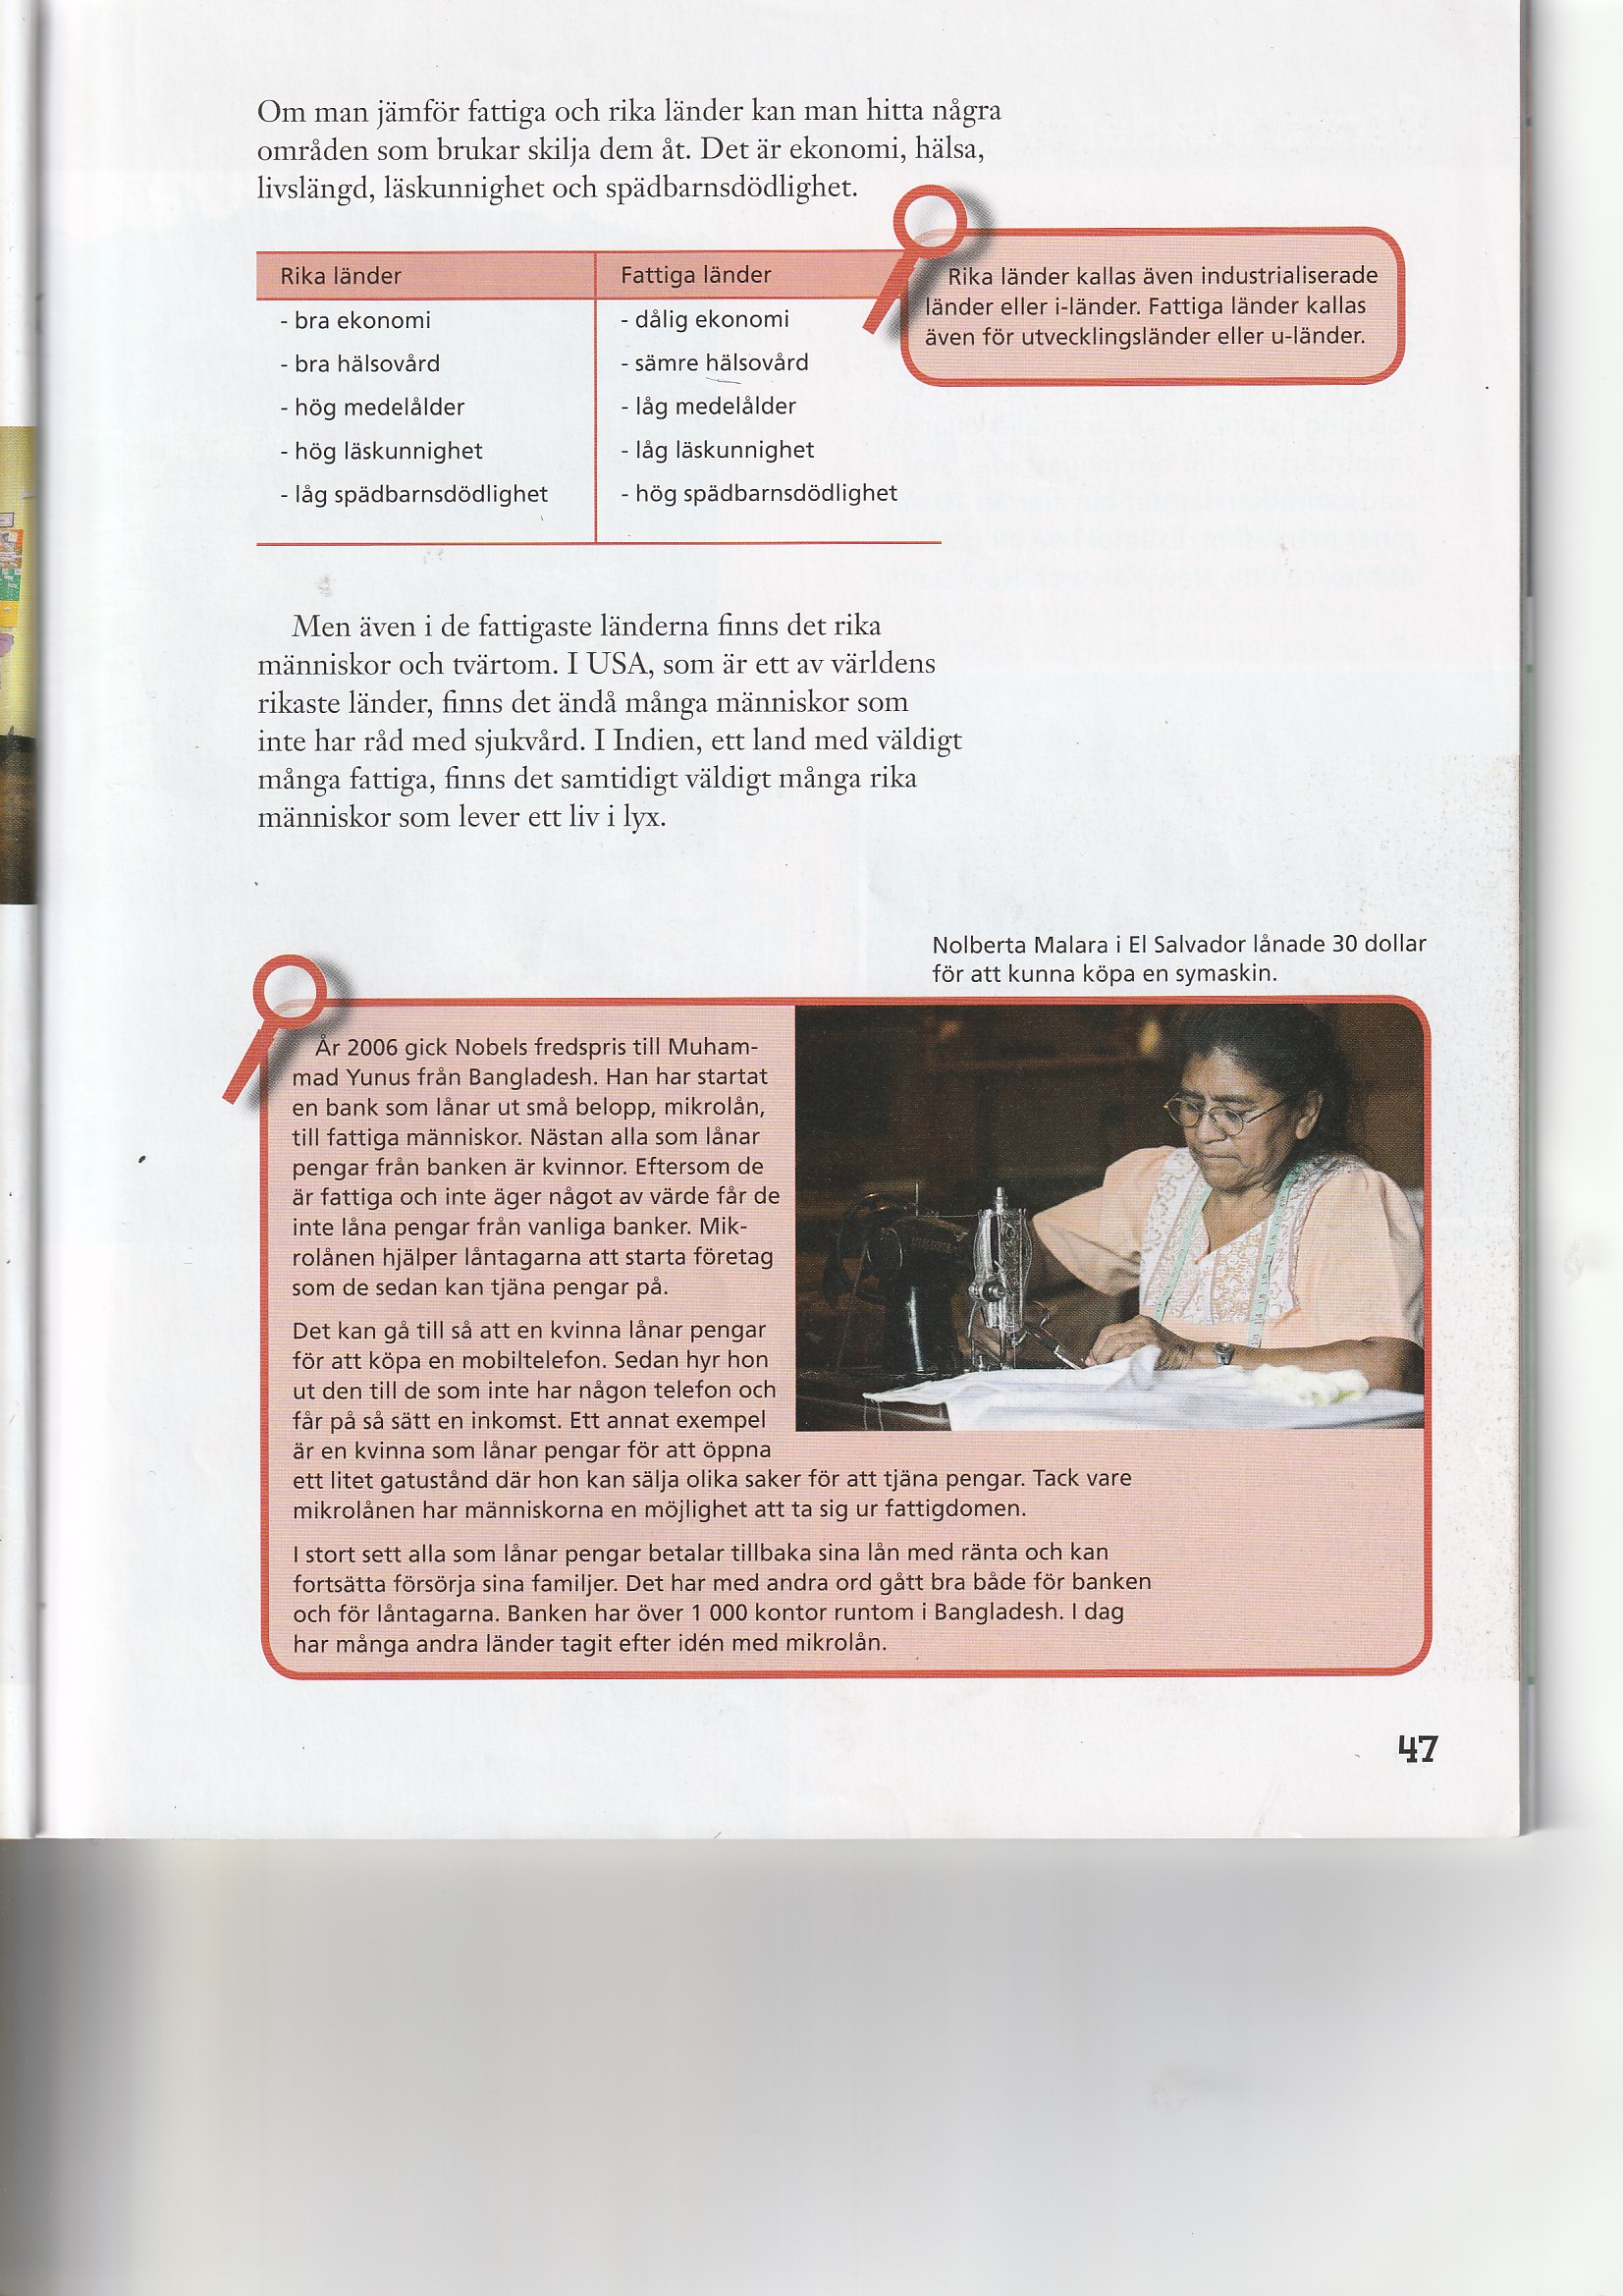 Om man jämför fattiga och rika länder kan man hitta några
områden som brukar skilja dem åt. Det är ekonomi, hälsa,
livslängd, läskunnighet och spädbarnsdödlighet.
Rika länder
- bra ekonomi
- bra hälsovård
- hög medelålder
- hög läskunnighet
- låg spädbarnsdödlighet
Fattiga länder
- dålig ekonomi
- sämre hälsovård
- låg medelålder
- låg läskunnighet
- hög spädbarnsdödlighet
Rika länder kallas även industrialiserade
länder eller i-länder. Fattiga länder kallas
även för utvecklingsländer eller u-länder.
Men även i de fattigaste länderna finns det rika
människor och tvärtom. I USA, som är ett av världens
rikaste länder, finns det ändå många människor som
inte har råd med sjukvård. I Indien, ett land med väldigt
många fattiga, finns det samtidigt väldigt många rika
människor som lever ett liv i lyx.
Nolberta Malara i El Salvador lånade 30 dollar
för att kunna köpa en symaskin.
År 2006 gick Nobels fredspris till Muham-
mad Yunus från Bangladesh. Han har startat
en bank som lånar ut små belopp, mikrolån,
till fattiga människor. Nästan alla som lånar
pengar från banken är kvinnor. Eftersom de
är fattiga och inte äger något av värde får de
inte låna pengar från vanliga banker. Mik-
rolånen hjälper låntagarna att starta företag
som de sedan kan tjäna pengar på.
Det kan gå till så att en kvinna lånar pengar
för att köpa en mobiltelefon. Sedan hyr hon
ut den till de som inte har någon telefon och
får på så sätt en inkomst. Ett annat exempel
är en kvinna som lånar pengar för att öppna
ett litet gatustånd där hon kan sälja olika saker för att tjäna pengar. Tack vare
mikrolånen har människorna en möjlighet att ta sig ur fattigdomen.
I stort sett alla som lånar pengar betalar tillbaka sina lån med ränta och kan
fortsätta försörja sina familjer. Det har med andra ord gått bra både för banken
och för låntagarna. Banken har över 1 000 kontor runtom i Bangladesh. I dag
har många andra länder tagit efter idén med mikrolån.
47